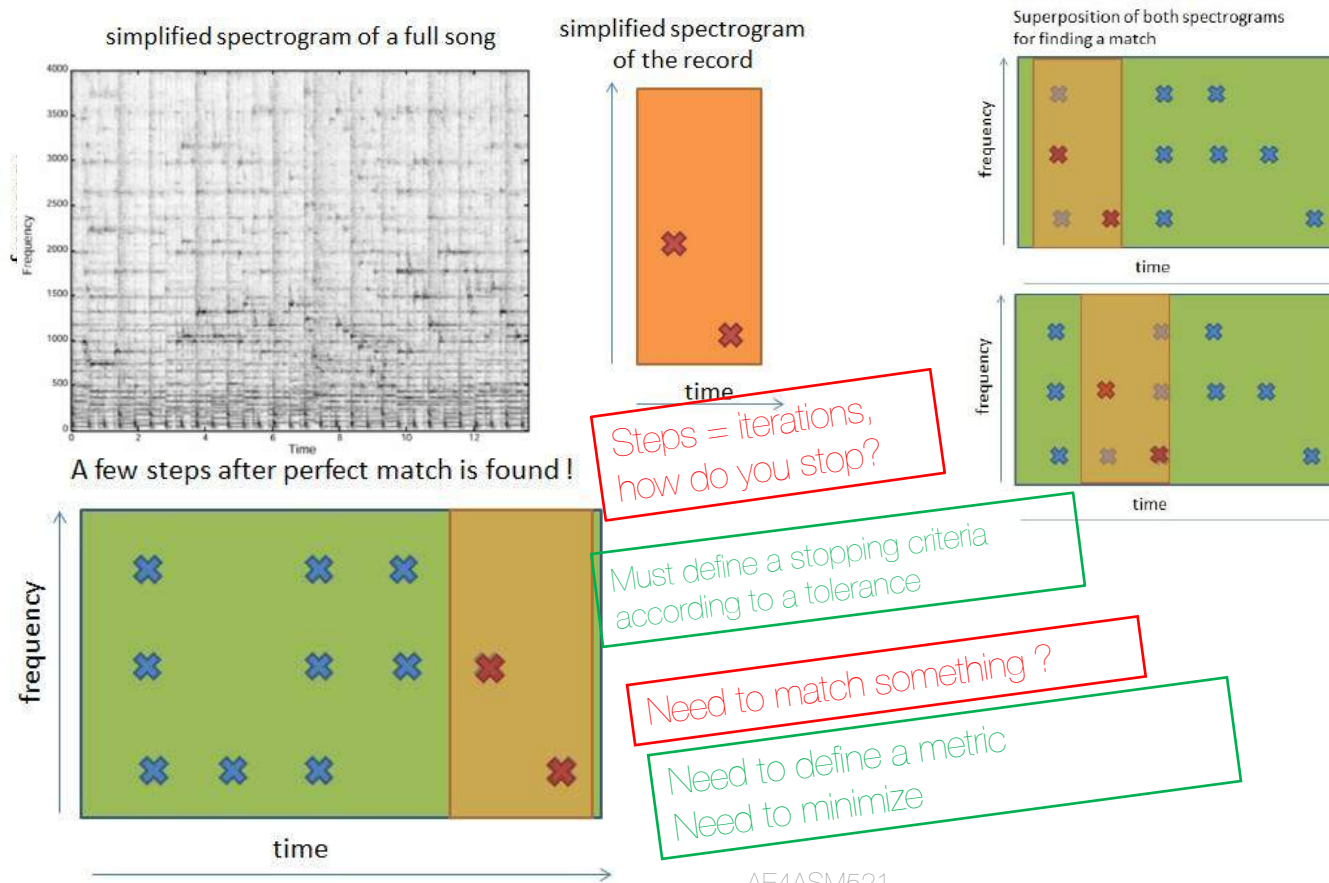 simplified spectrogram of a full song
4000
3500
3000
2500
2000
1500
1000
500
0
Frequency
0 2 4 6 8 10 12
Time
simplified spectrogram
of the record
time
Superposition of both spectrograms
for finding a match
frequency
time
frequency
time
A few steps after perfect match is found !
frequency
time
Steps = iterations,
how do you stop?
Must define a stopping criteria
according to a tolerance
Need to match something ?
Need to define a metric
Need to minimize
AE4ASM521